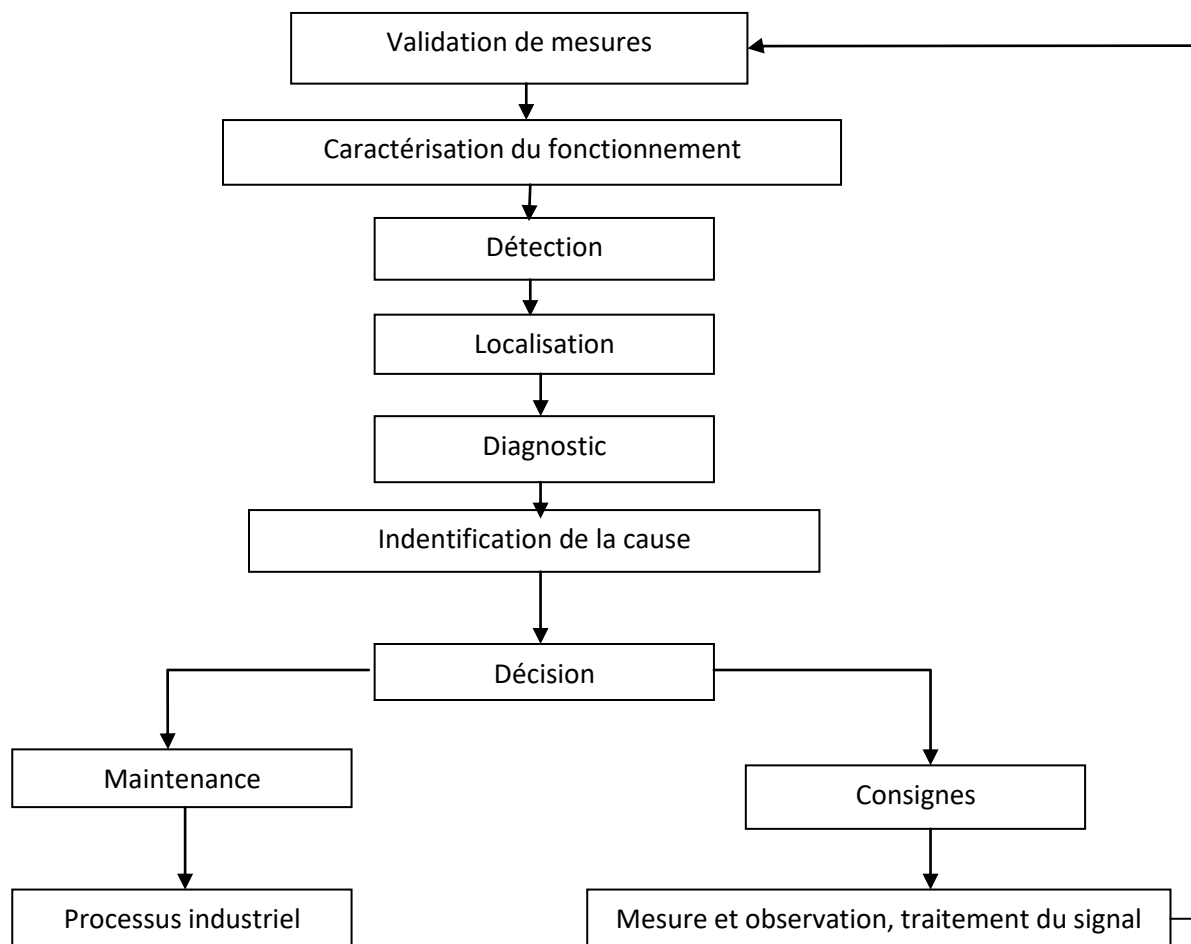 Validation de mesures
Caractérisation du fonctionnement
Détection
Localisation
Diagnostic
Indentification de la cause
Décision
Maintenance
Consignes
Processus industriel
Mesure et observation, traitement du signal